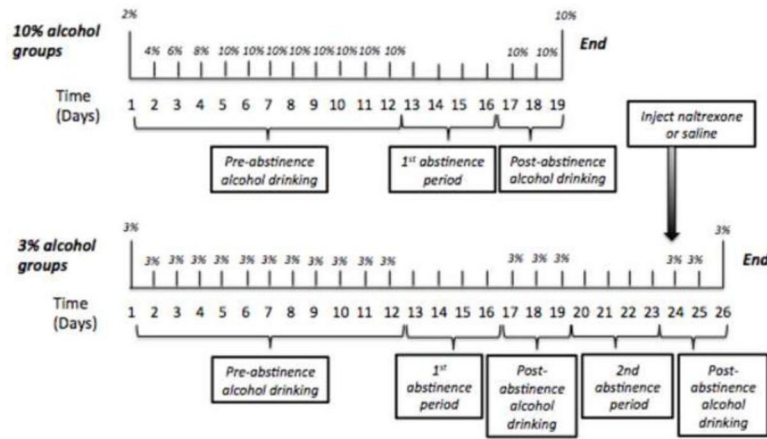 2% 10%
10% alcohol groups
4% 6% 8% 10% 10% 10% 10% 10% 10% 10% 10% 10% 10% End
Time (Days)
1 2 3 4 5 6 7 8 9 10 11 12 13 14 15 16 17 18 19
Inject naltrexone
or saline
Pre-abstinence
alcohol drinking
1st abstinence
period
Post-abstinence
alcohol drinking
3% 3%
3% alcohol groups
3% 3% 3% 3% 3% 3% 3% 3% 3% 3% 3% 3% 3% 3% 3% 3% End
Time (Days)
1 2 3 4 5 6 7 8 9 10 11 12 13 14 15 16 17 18 19 20 21 22 23 24 25 26
Pre-abstinence
alcohol drinking
1st
abstinence
period
Post-
abstinence
alcohol
drinking
2nd
abstinence
period
Post-
abstinence
alcohol
drinking